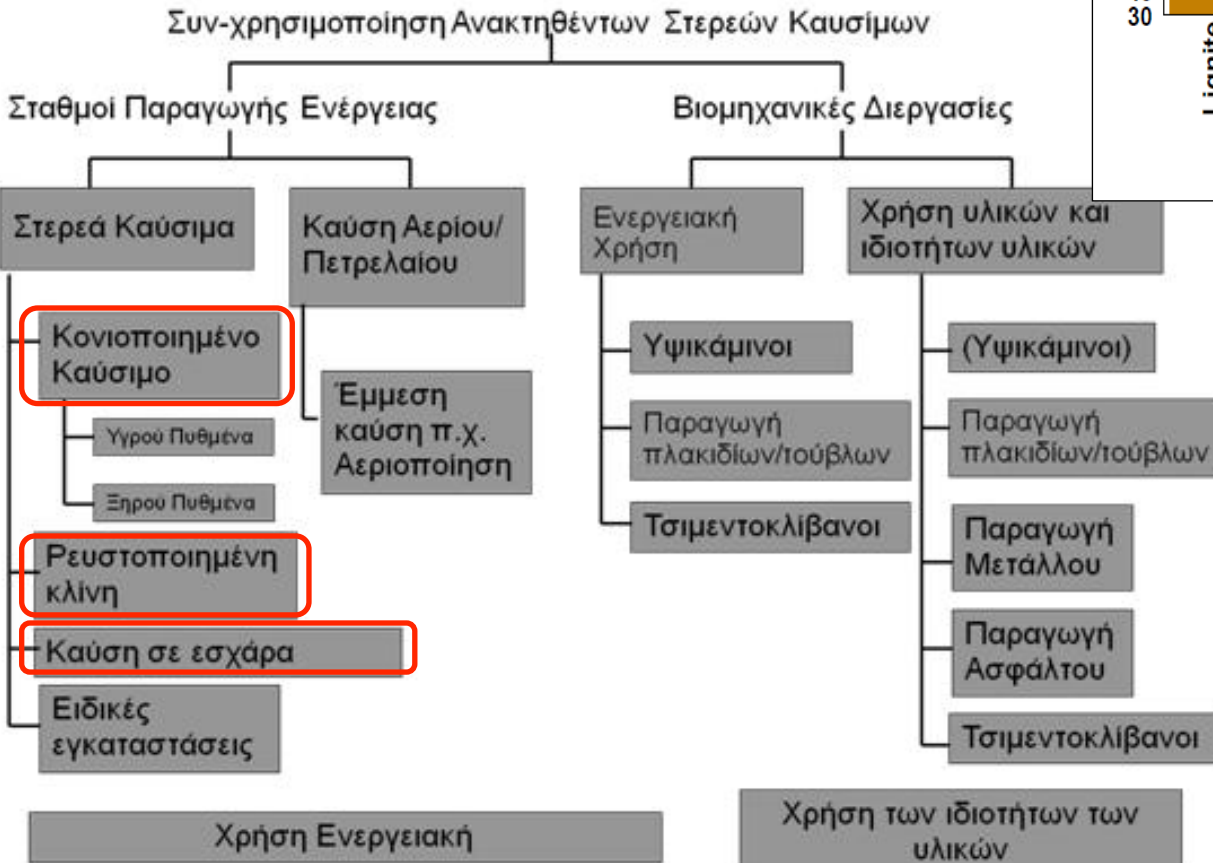 Συν-χρησιμοποίηση Ανακτηθέντων Στερεών Καυσίμων
Σταθμοί Παραγωγής Ενέργειας
Βιομηχανικές Διεργασίες
30
Στερεά Καύσιμα
Καύση Αερίου/
Πετρελαίου
Ενεργειακή
Χρήση
Χρήση υλικών και
ιδιοτήτων υλικών
Κονιοποιημένο
Καύσιμο
Υγρού Πυθμένα
Ξηρού Πυθμένα
Ρευστοποιημένη
κλίνη
Καύση σε εσχάρα
Ειδικές
εγκαταστάσεις
Έμμεση
καύση π.χ.
Αεριοποίηση
Υψικάμινοι
Παραγωγή
πλακιδίων/τούβλων
Τσιμεντοκλίβανοι
(Υψικάμινοι)
Παραγωγή
πλακιδίων/τούβλων
Παραγωγή
Μετάλλου
Παραγωγή
Ασφάλτου
Τσιμεντοκλίβανοι
Χρήση Ενεργειακή
Χρήση των ιδιοτήτων των
υλικών